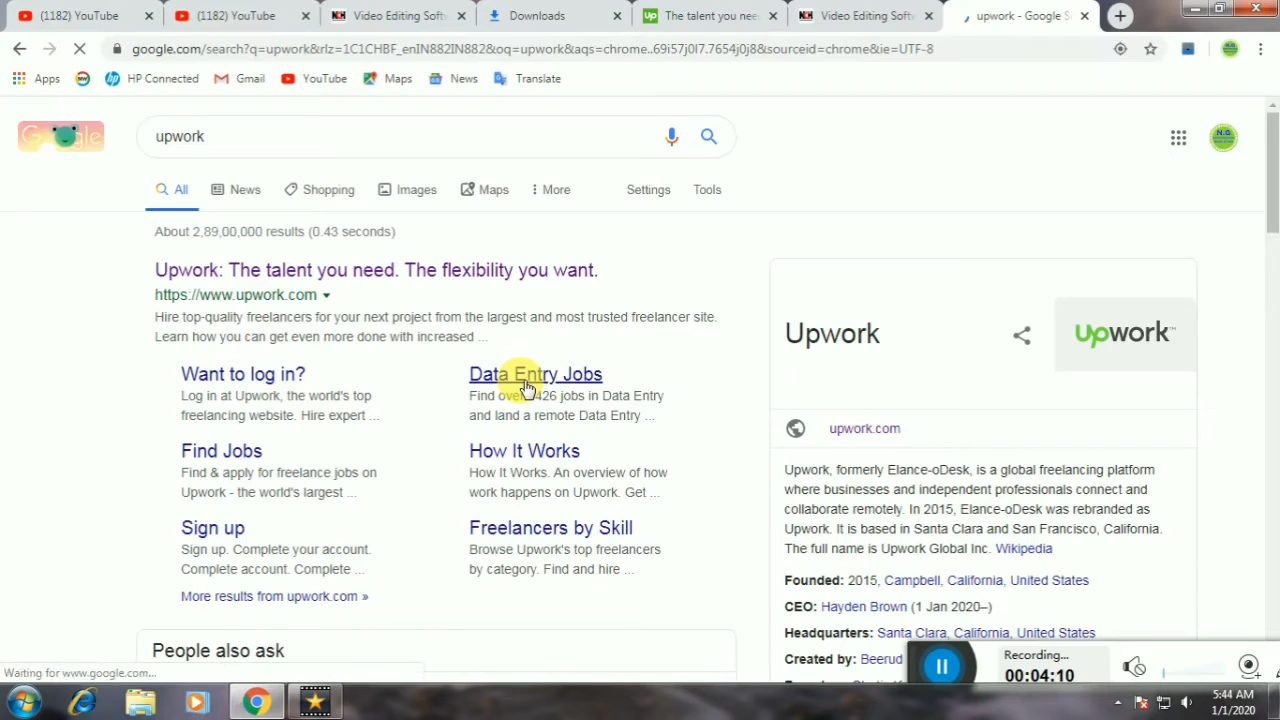 (1182) YouTube
(1182) YouTube
Video Editing Softw
Downloads
The talent you need
Video Editing Softw
upwork - Google S
google.com/search?q=upwork&rlz=1C1CHBF_enIN882IN882&oq=upwork&aqs=chrome..69i57j0l7.7654j0j8&sourceid=chrome&ie=UTF-8
Apps
HP Connected
Gmail
YouTube
Maps
News
Translate
Google
upwork
N.G
All
News
Shopping
Images
Maps
More
Settings
Tools
About 2,89,00,000 results (0.43 seconds)
Upwork: The talent you need. The flexibility you want.
https://www.upwork.com
Hire top-quality freelancers for your next project from the largest and most trusted freelancer site.
Learn how you can get even more done with increased ...
Want to log in?
Log in at Upwork, the world's top
freelancing website. Hire expert ...
Data Entry Jobs
Find over 426 jobs in Data Entry
and land a remote Data Entry ...
Find Jobs
Find & apply for freelance jobs on
Upwork - the world's largest ...
How It Works
How It Works. An overview of how
work happens on Upwork. Get ...
Sign up
Sign up. Complete your account.
Complete account. Complete ...
Freelancers by Skill
Browse Upwork's top freelancers
by category. Find and hire ...
More results from upwork.com »
People also ask
Upwork
upwork
upwork.com
Upwork, formerly Elance-oDesk, is a global freelancing platform
where businesses and independent professionals connect and
collaborate remotely. In 2015, Elance-oDesk was rebranded as
Upwork. It is based in Santa Clara and San Francisco, California.
The full name is Upwork Global Inc. Wikipedia
Founded: 2015, Campbell, California, United States
CEO: Hayden Brown (1 Jan 2020–)
Headquarters: Santa Clara, California, United States
Created by: Beerud
Recording...
00:04:10
Waiting for www.google.com...
5:44 AM
1/1/2020